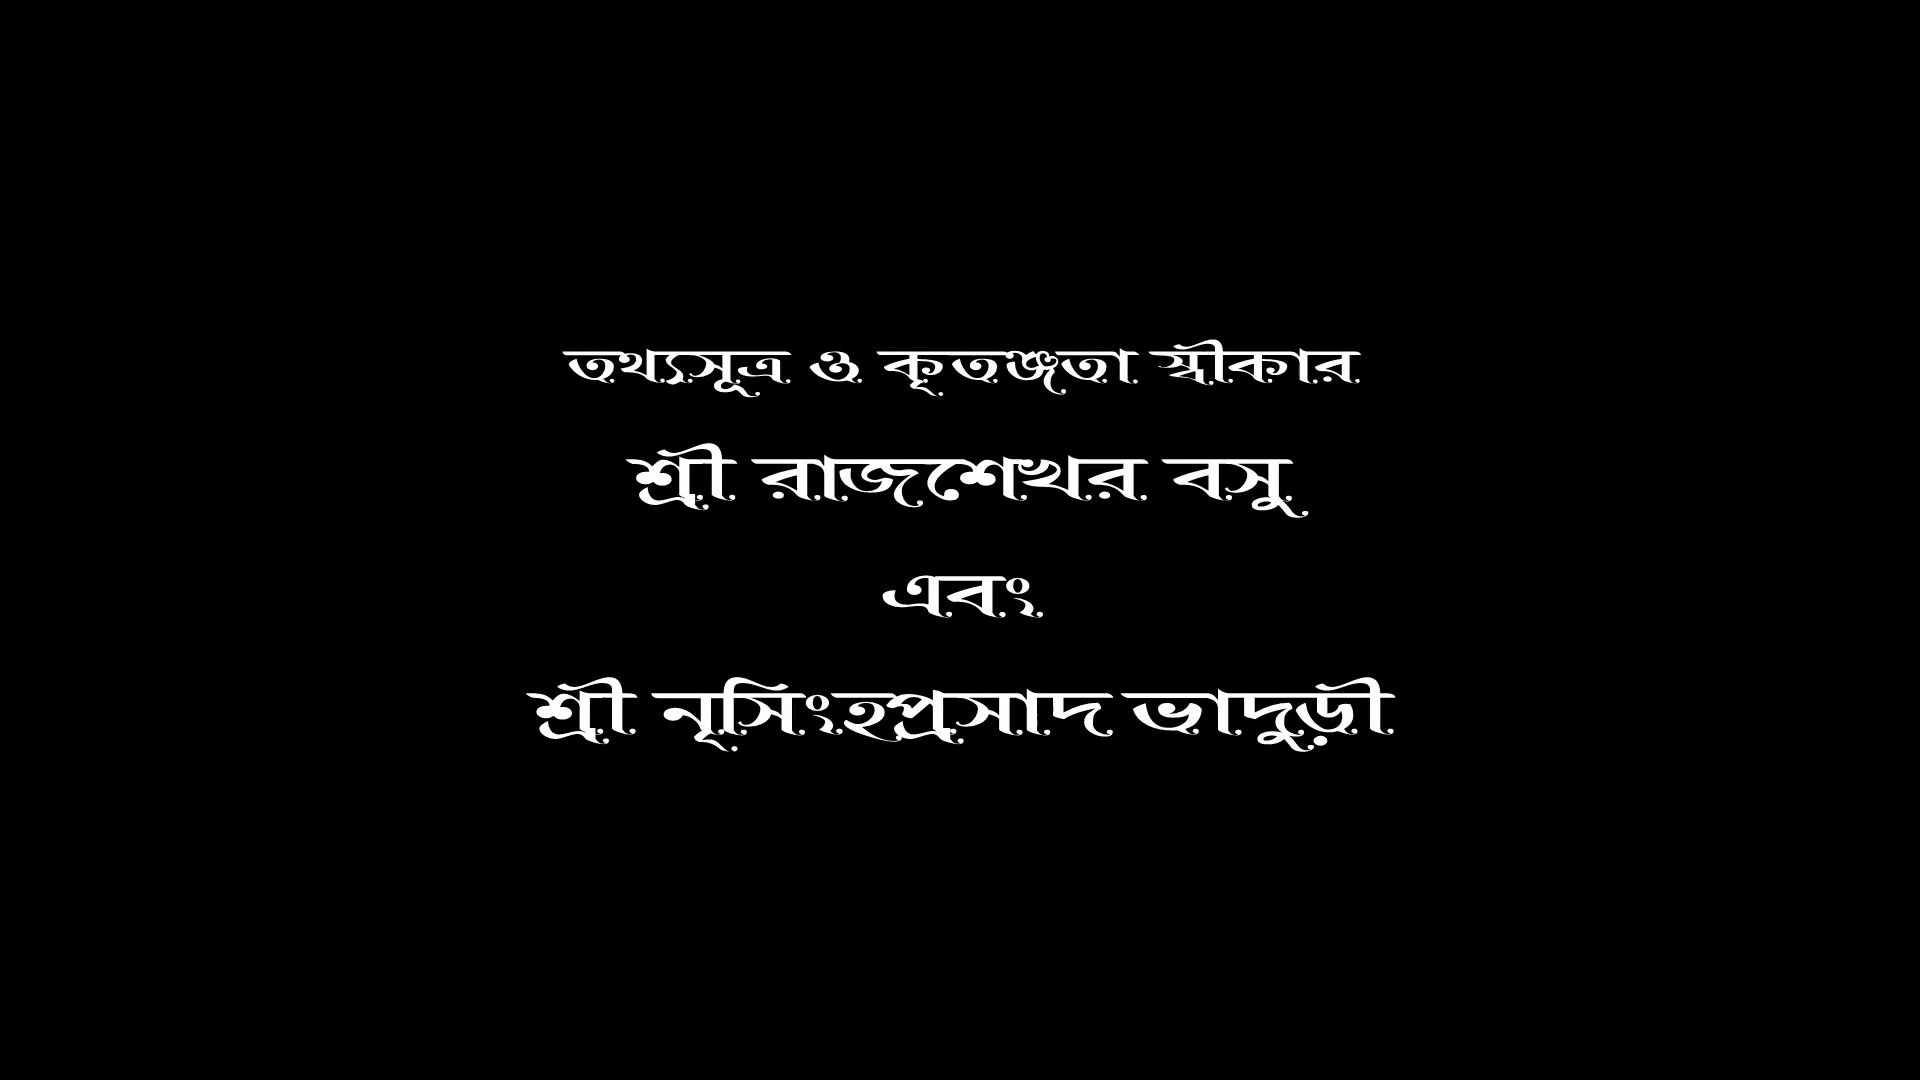 তথ্যসূত্র ও কৃতজ্ঞতা স্বীকার
শ্রী রাজশেখর বসু
এবং
শ্রী নৃসিংহপ্রসাদ ভাদুড়ী